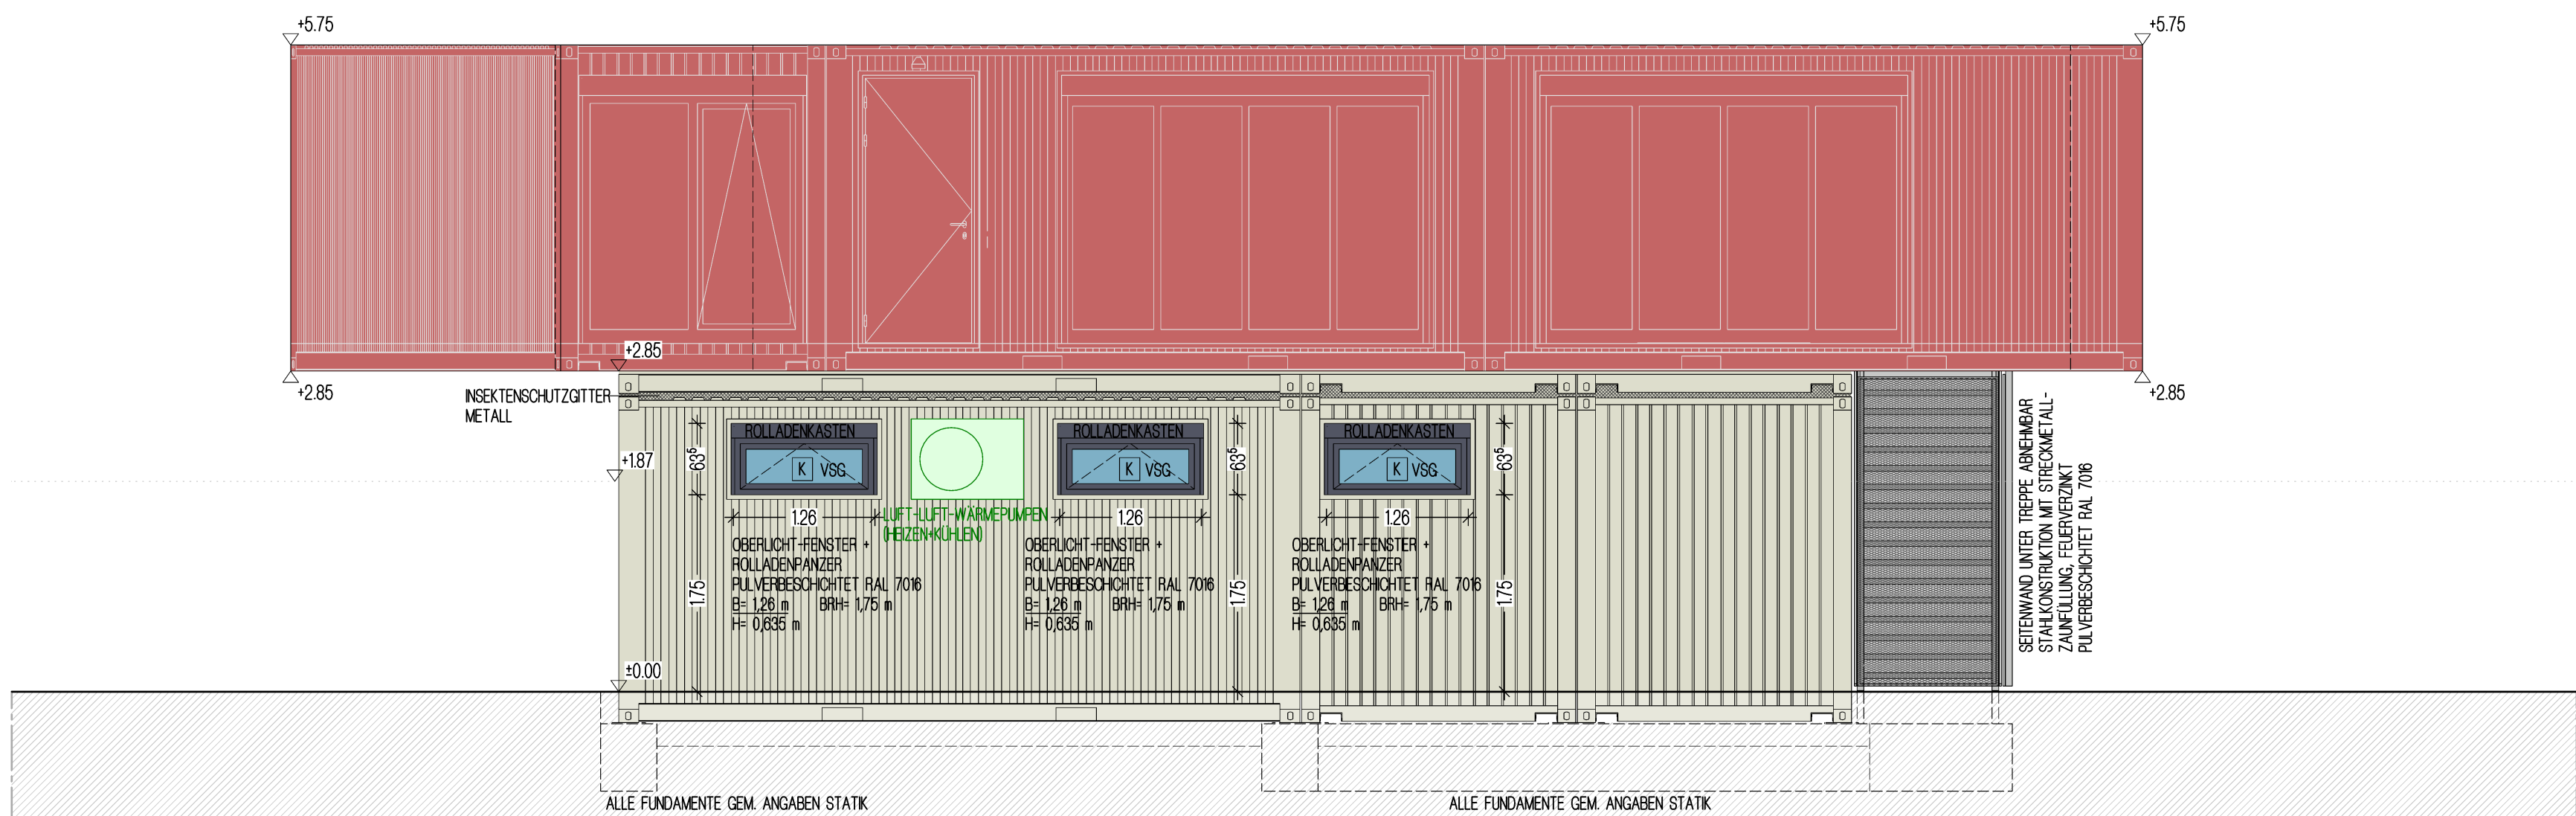 +5.75
+5.75
+2.85
+2.85
+2.85
INSEKTENSCHUTZGITTER
METALL
+1.87
±0.00
ROLLADENKASTEN
K VSG
63⁵
1.26
1.75
OBERLICHT-FENSTER +
ROLLADENPANZER
PULVERBESCHICHTET RAL 7016
B= 1,26 m BRH= 1,75 m
H= 0,635 m
LUFT-LUFT-WÄRMEPUMPEN
(HEIZEN+KÜHLEN)
ROLLADENKASTEN
K VSG
63⁵
1.26
1.75
OBERLICHT-FENSTER +
ROLLADENPANZER
PULVERBESCHICHTET RAL 7016
B= 1,26 m BRH= 1,75 m
H= 0,635 m
ROLLADENKASTEN
K VSG
63⁵
1.26
1.75
OBERLICHT-FENSTER +
ROLLADENPANZER
PULVERBESCHICHTET RAL 7016
B= 1,26 m BRH= 1,75 m
H= 0,635 m
SEITENWAND UNTER TREPPE ABNEHMBAR
STAHLKONSTRUKTION MIT STRECKMETALL-
ZAUNFÜLLUNG, FEUERVERZINKT
PULVERBESCHICHTET RAL 7016
ALLE FUNDAMENTE GEM. ANGABEN STATIK
ALLE FUNDAMENTE GEM. ANGABEN STATIK